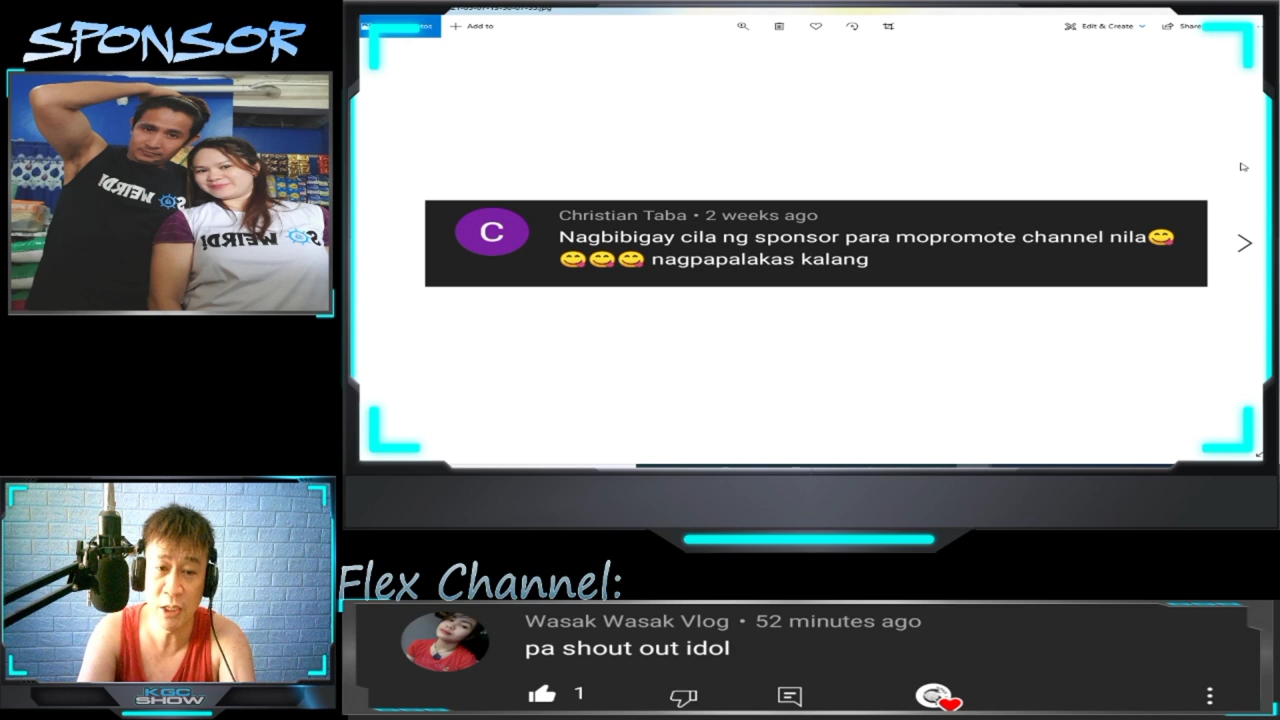 SPONSOR
Add to
Edit & Create
Share
Christian Taba • 2 weeks ago
Nagbibigay cila ng sponsor para mopromote channel nila😋
😋😋😋 nagpapalakas kalang
C
WEIRD!
WEIRD!
KGC
SHOW
Flex Channel:
Wasak Wasak Vlog • 52 minutes ago
pa shout out idol
1